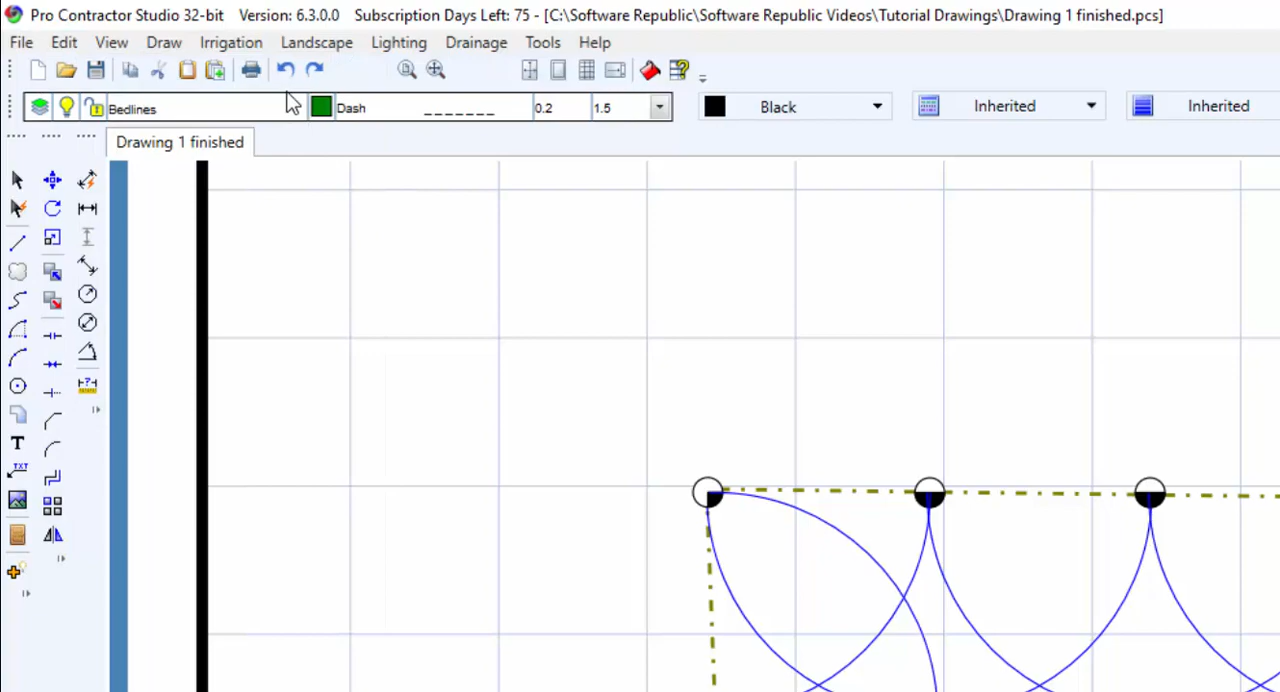 Pro Contractor Studio 32-bit Version: 6.3.0.0 Subscription Days Left: 75 - [C:\Software Republic\Software Republic Videos\Tutorial Drawings\Drawing 1 finished.pcs]
File Edit View Draw Irrigation Landscape Lighting Drainage Tools Help
Bedlines Dash 0.2 1.5 Black Inherited Inherited
Drawing 1 finished
T
TXT